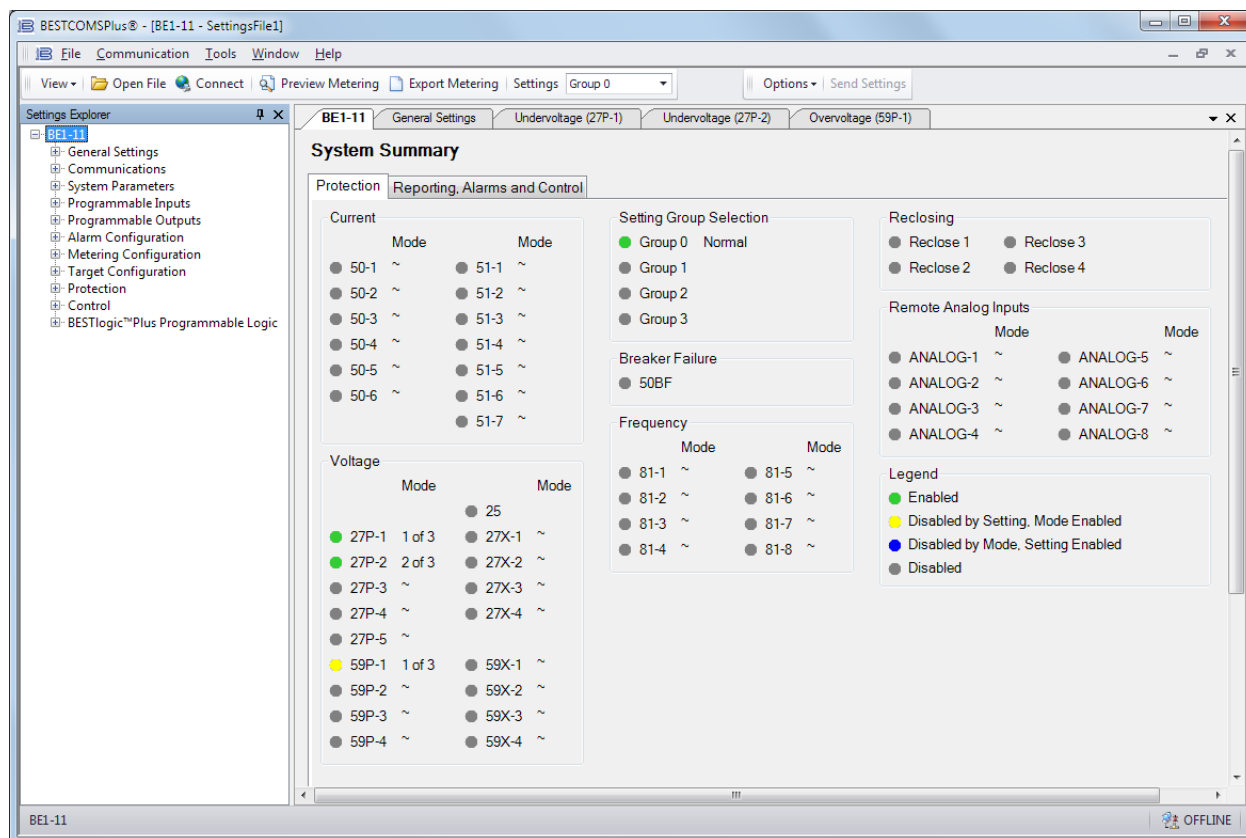 BESTCOMSPlus® - [BE1-11 - SettingsFile1]
File Communication Tools Window Help
View Open File Connect Preview Metering Export Metering Settings Group 0 Options Send Settings
Settings Explorer
BE1-11
General Settings
Communications
System Parameters
Programmable Inputs
Programmable Outputs
Alarm Configuration
Metering Configuration
Target Configuration
Protection
Control
BESTlogic™Plus Programmable Logic
BE1-11 General Settings Undervoltage (27P-1) Undervoltage (27P-2) Overvoltage (59P-1)
System Summary
Protection Reporting, Alarms and Control
Current
Mode Mode
50-1 ~ 51-1 ~
50-2 ~ 51-2 ~
50-3 ~ 51-3 ~
50-4 ~ 51-4 ~
50-5 ~ 51-5 ~
50-6 ~ 51-6 ~
51-7 ~
Voltage
Mode Mode
25
27P-1 1 of 3 27X-1 ~
27P-2 2 of 3 27X-2 ~
27P-3 ~ 27X-3 ~
27P-4 ~ 27X-4 ~
27P-5 ~
59P-1 1 of 3 59X-1 ~
59P-2 ~ 59X-2 ~
59P-3 ~ 59X-3 ~
59P-4 ~ 59X-4 ~
Setting Group Selection
Group 0 Normal
Group 1
Group 2
Group 3
Breaker Failure
50BF
Frequency
Mode Mode
81-1 ~ 81-5 ~
81-2 ~ 81-6 ~
81-3 ~ 81-7 ~
81-4 ~ 81-8 ~
Reclosing
Reclose 1 Reclose 3
Reclose 2 Reclose 4
Remote Analog Inputs
Mode Mode
ANALOG-1 ~ ANALOG-5 ~
ANALOG-2 ~ ANALOG-6 ~
ANALOG-3 ~ ANALOG-7 ~
ANALOG-4 ~ ANALOG-8 ~
Legend
Enabled
Disabled by Setting, Mode Enabled
Disabled by Mode, Setting Enabled
Disabled
BE1-11 OFFLINE